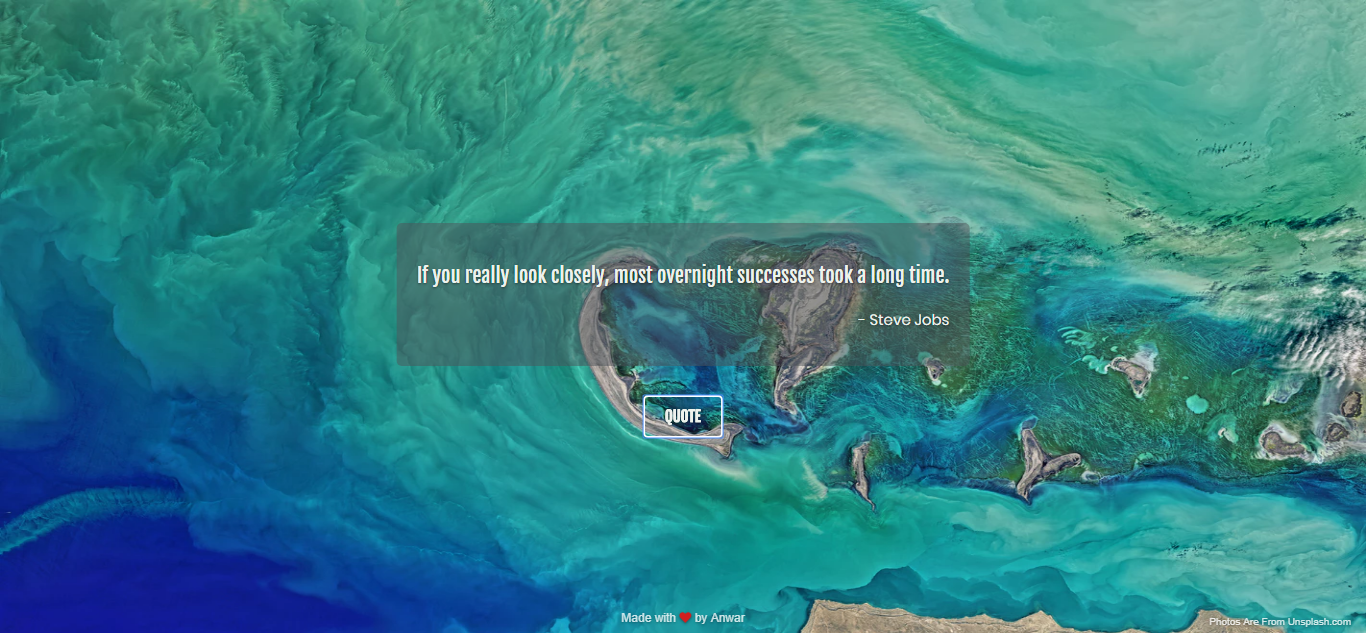 If you really look closely, most overnight successes took a long time.
- Steve Jobs
QUOTE
Made with ❤ by Anwar
Photos Are From Unsplash.com